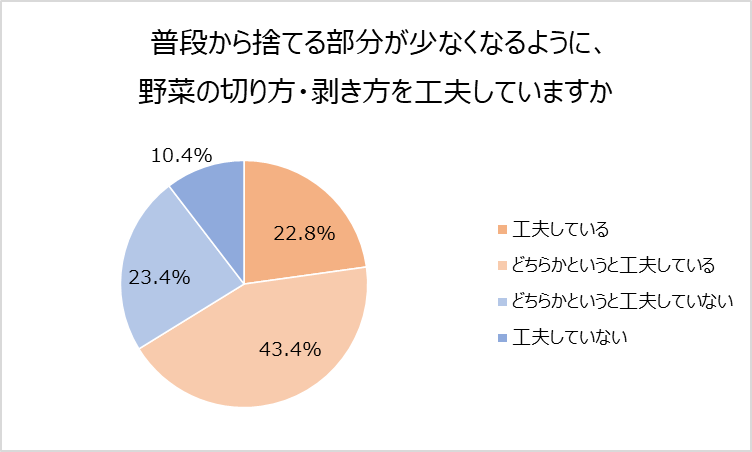 普段から捨てる部分が少なくなるように、
野菜の切り方・剥き方を工夫していますか
10.4%
22.8%
23.4%
43.4%
工夫している
どちらかというと工夫している
どちらかというと工夫していない
工夫していない